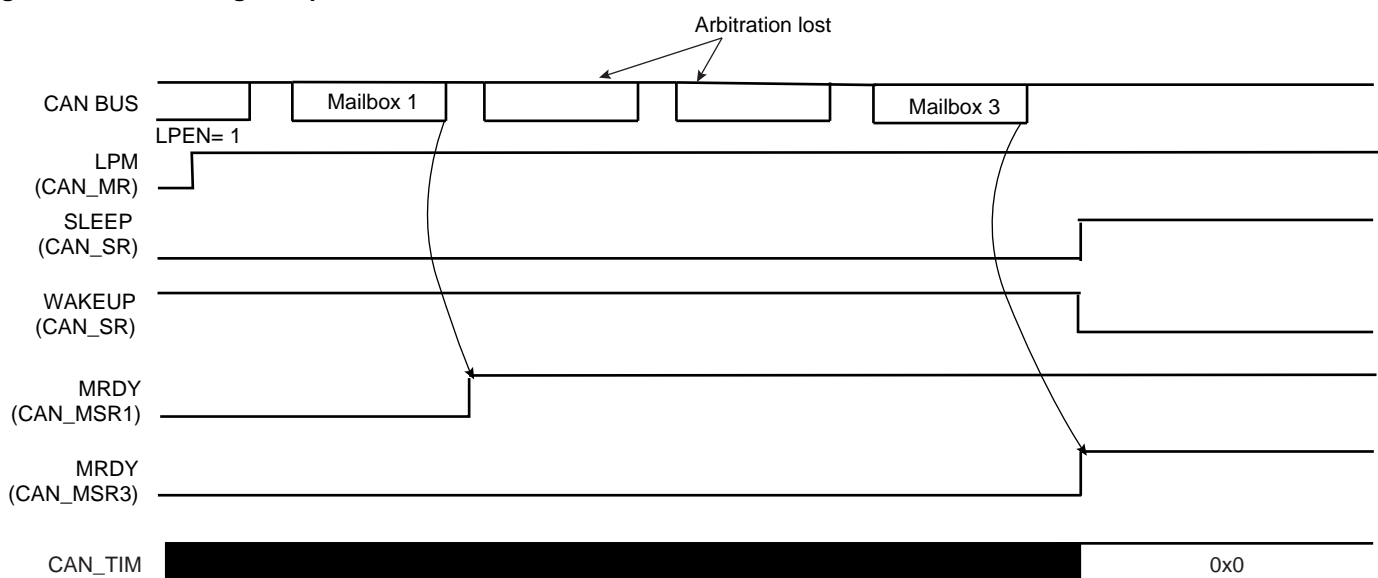 Arbitration lost
CAN BUS
Mailbox 1
Mailbox 3
LPEN= 1
LPM
(CAN_MR)
SLEEP
(CAN_SR)
WAKEUP
(CAN_SR)
MRDY
(CAN_MSR1)
MRDY
(CAN_MSR3)
CAN_TIM
0x0